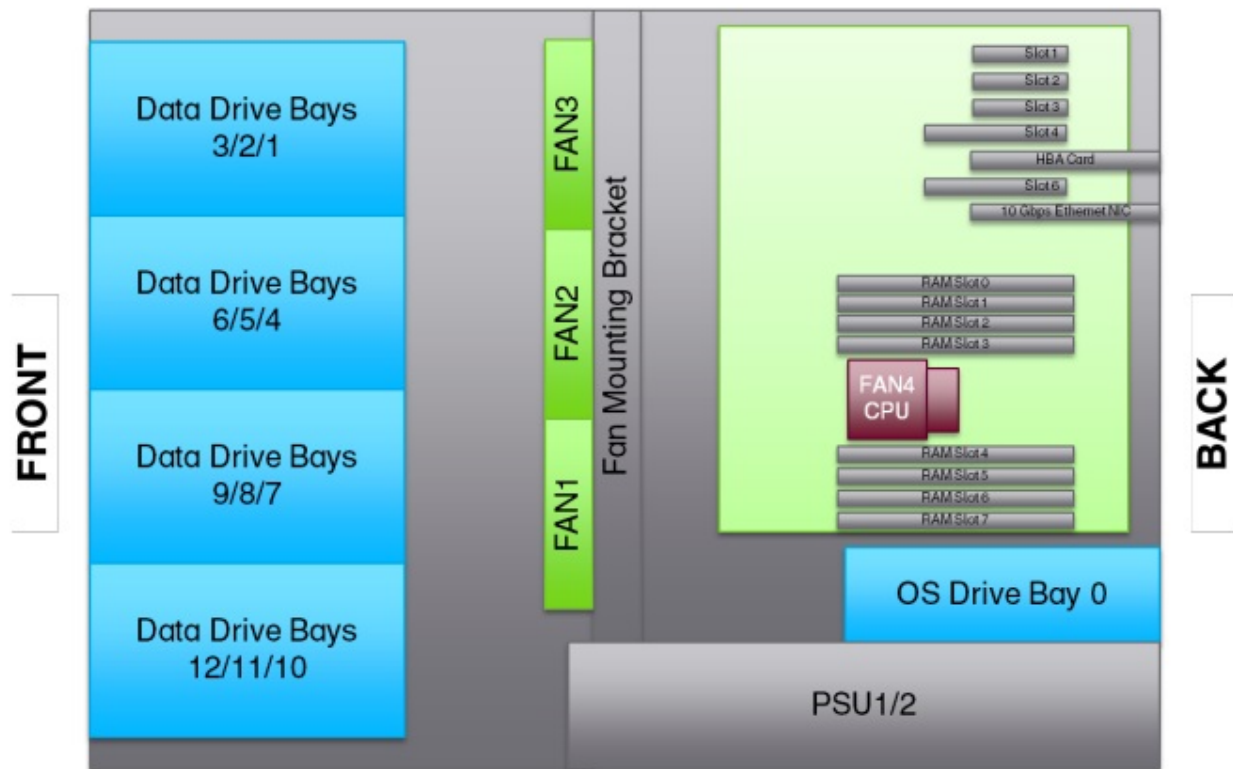 FRONT
Data Drive Bays
3/2/1
Data Drive Bays
6/5/4
Data Drive Bays
9/8/7
Data Drive Bays
12/11/10
FAN3
FAN2
FAN1
Fan Mounting Bracket
Slot 1
Slot 2
Slot 3
Slot 4
HBA Card
Slot 6
10 Gbps Ethernet NIC
RAM Slot 0
RAM Slot 1
RAM Slot 2
RAM Slot 3
FAN4
CPU
RAM Slot 4
RAM Slot 5
RAM Slot 6
RAM Slot 7
OS Drive Bay 0
PSU1/2
BACK